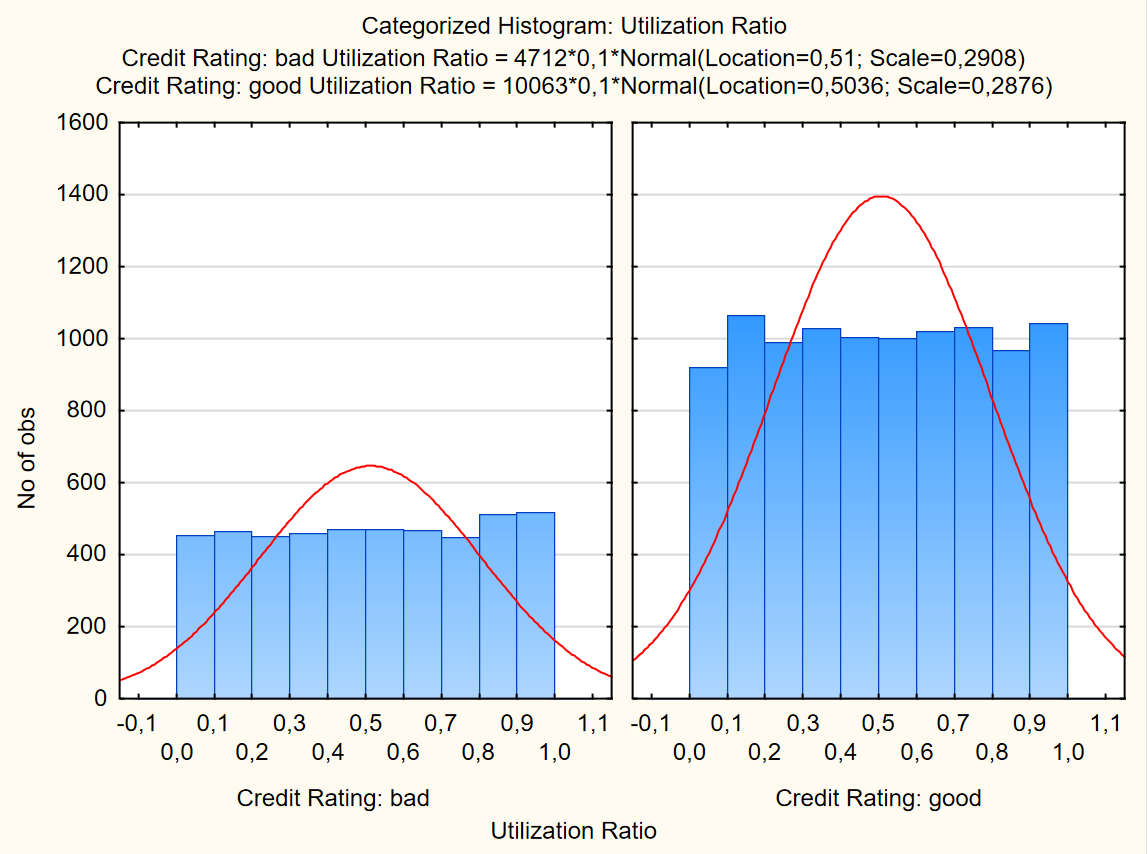 Categorized Histogram: Utilization Ratio
Credit Rating: bad Utilization Ratio = 4712*0,1*Normal(Location=0,51; Scale=0,2908)
Credit Rating: good Utilization Ratio = 10063*0,1*Normal(Location=0,5036; Scale=0,2876)
No of obs
1600
1400
1200
1000
800
600
400
200
0
-0,1 0,1 0,3 0,5 0,7 0,9 1,1
0,0 0,2 0,4 0,6 0,8 1,0
Credit Rating: bad
-0,1 0,1 0,3 0,5 0,7 0,9 1,1
0,0 0,2 0,4 0,6 0,8 1,0
Credit Rating: good
Utilization Ratio